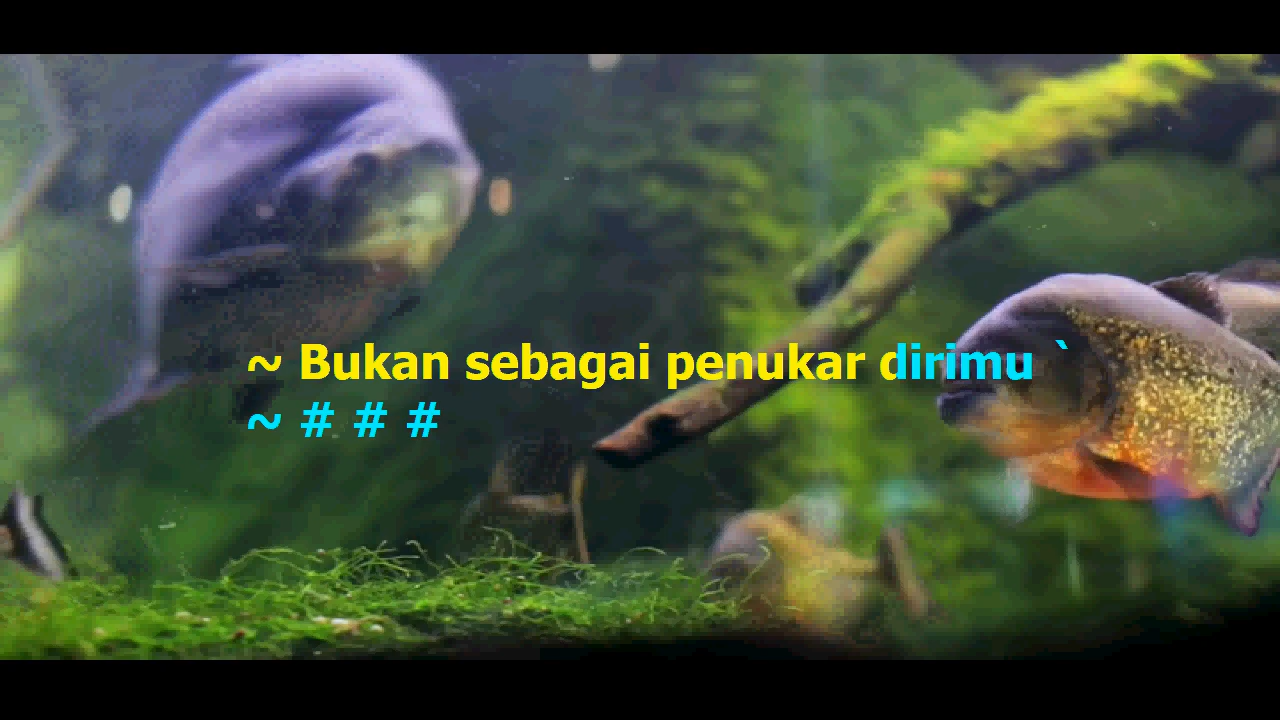 ~ Bukan sebagai penukar dirimu `
~ # # #